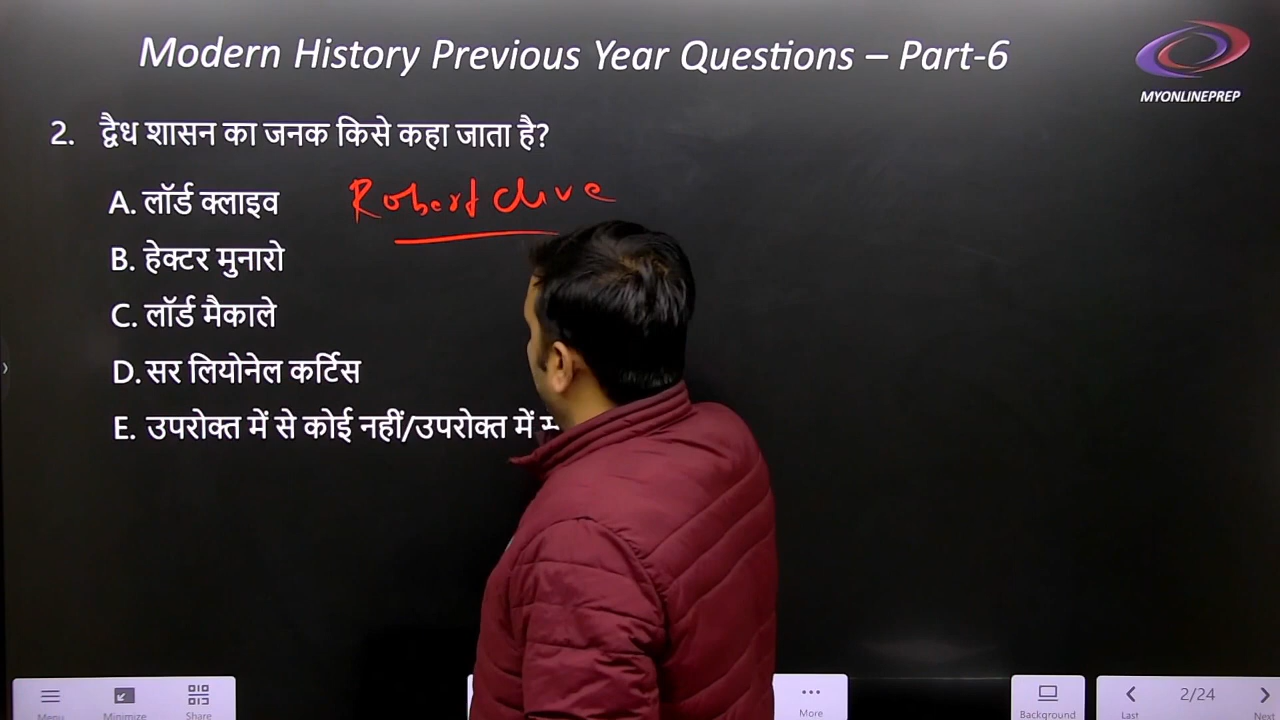 Modern History Previous Year Questions – Part-6
MYONLINEPREP
2. द्वैध शासन का जनक किसे कहा जाता है?
A. लॉर्ड क्लाइव
Robert Clive
B. हेक्टर मुनारो
C. लॉर्ड मैकाले
D. सर लियोनेल कर्टिस
E. उपरोक्त में से कोई नहीं/उपरोक्त में
Menu
Minimize
Share
More
Background
Last
2/24
Next